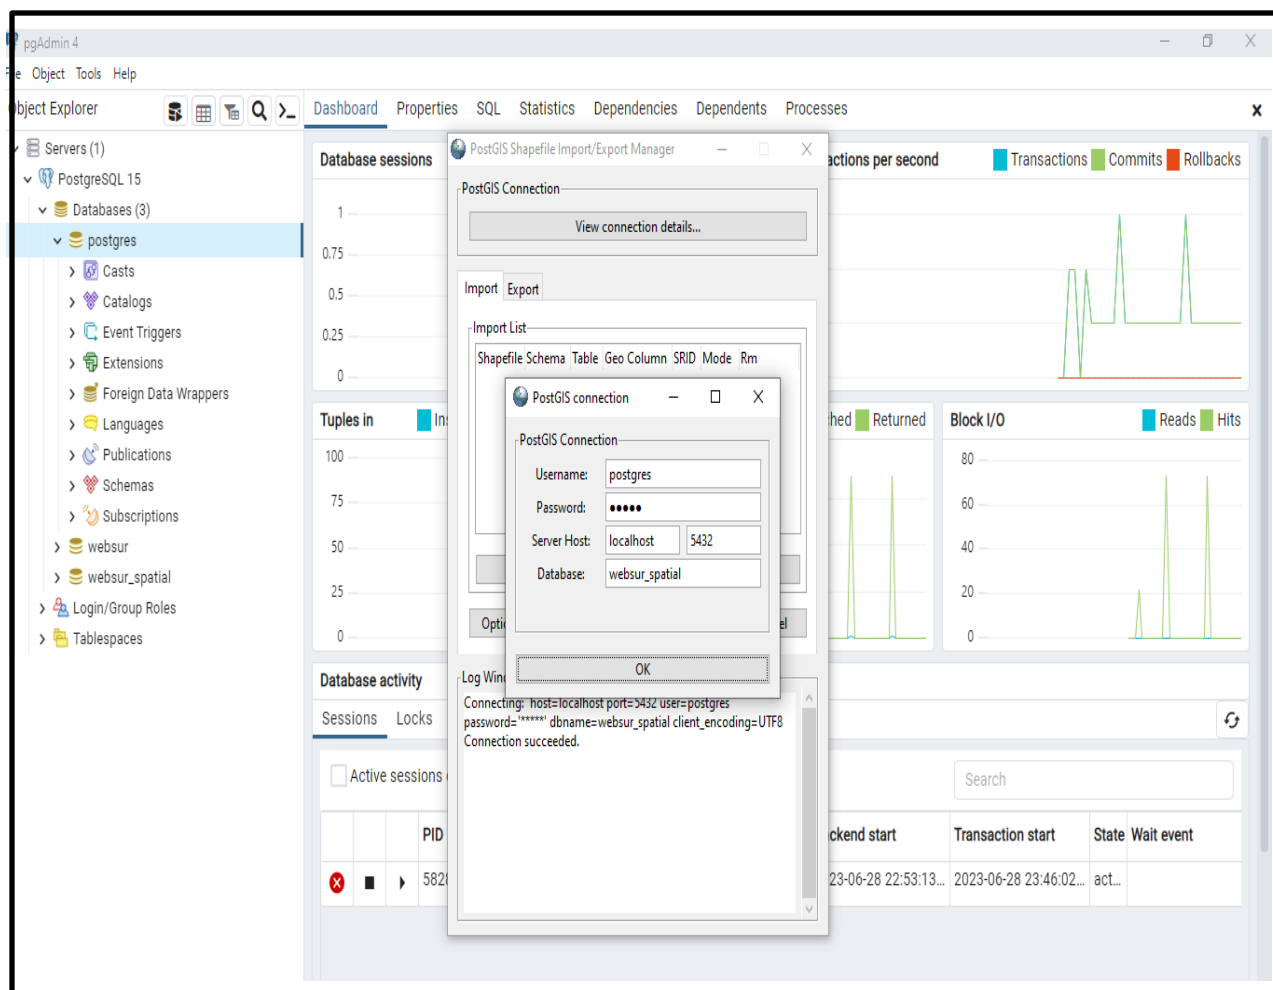 pgAdmin 4
File Object Tools Help
Object Explorer
Dashboard Properties SQL Statistics Dependencies Dependents Processes
Servers (1)
PostgreSQL 15
Databases (3)
postgres
Casts
Catalogs
Event Triggers
Extensions
Foreign Data Wrappers
Languages
Publications
Schemas
Subscriptions
websur
websur_spatial
Login/Group Roles
Tablespaces
Database sessions
1
0.75
0.5
0.25
0
per second
Transactions Commits Rollbacks
Tuples in
100
75
50
25
0
Returned
Block I/O
Reads Hits
80
60
40
20
0
Database activity
Sessions Locks
Active sessions
Search
PID
start
Transaction start
State
Wait event
582
23-06-28 22:53:13...
2023-06-28 23:46:02...
act...
PostGIS Shapefile Import/Export Manager
PostGIS Connection
View connection details...
Import Export
Import List
Shapefile Schema Table Geo Column SRID Mode Rm
PostGIS connection
PostGIS Connection
Username: postgres
Password: •••••
Server Host: localhost 5432
Database: websur_spatial
OK
Log
Connecting: host=localhost port=5432 user=postgres
password='*****' dbname=websur_spatial client_encoding=UTF8
Connection succeeded.